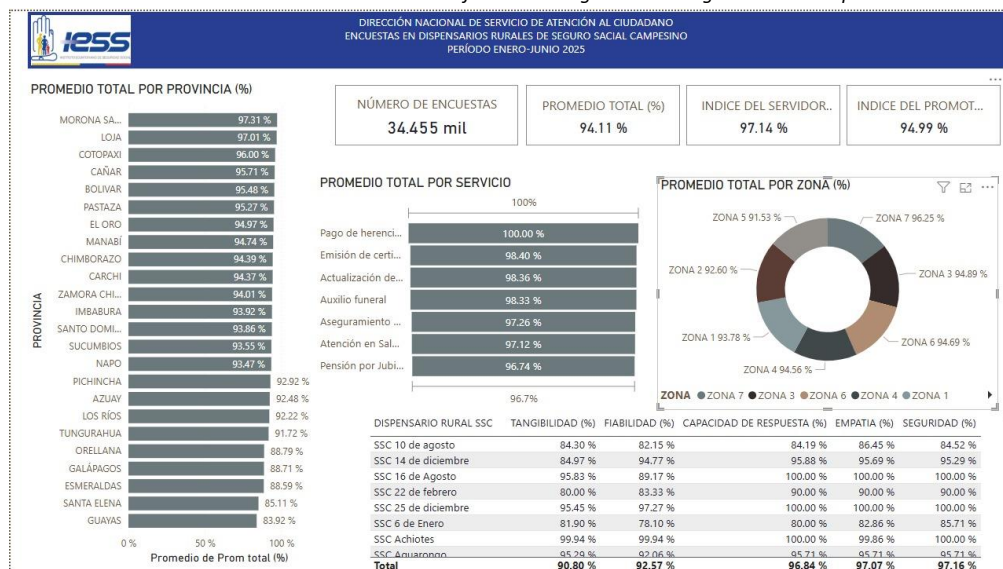 DIRECCIÓN NACIONAL DE SERVICIO DE ATENCIÓN AL CIUDADANO
ENCUESTAS EN DISPENSARIOS RURALES DE SEGURO SACIAL CAMPESINO
PERÍODO ENERO-JUNIO 2025
IESS
PROMEDIO TOTAL POR PROVINCIA (%)
PROVINCIA
MORONA SA... 97.31 %
LOJA 97.01 %
COTOPAXI 96.00 %
CAÑAR 95.71 %
BOLIVAR 95.48 %
PASTAZA 95.27 %
EL ORO 94.97 %
MANABÍ 94.74 %
CHIMBORAZO 94.39 %
CARCHI 94.37 %
ZAMORA CHI... 94.01 %
IMBABURA 93.92 %
SANTO DOMI... 93.86 %
SUCUMBIOS 93.55 %
NAPO 93.47 %
PICHINCHA 92.92 %
AZUAY 92.48 %
LOS RÍOS 92.22 %
TUNGURAHUA 91.72 %
ORELLANA 88.79 %
GALÁPAGOS 88.71 %
ESMERALDAS 88.59 %
SANTA ELENA 85.11 %
GUAYAS 83.92 %
0 % 50 % 100 %
Promedio de Prom total (%)
NÚMERO DE ENCUESTAS
34.455 mil
PROMEDIO TOTAL (%)
94.11 %
INDICE DEL SERVIDOR..
97.14 %
INDICE DEL PROMOT...
94.99 %
PROMEDIO TOTAL POR SERVICIO
100%
Pago de herenci... 100.00 %
Emisión de certi... 98.40 %
Actualización de... 98.36 %
Auxilio funeral 98.33 %
Aseguramiento ... 97.26 %
Atención en Sal... 97.12 %
Pensión por Jubi... 96.74 %
96.7%
PROMEDIO TOTAL POR ZONA (%)
ZONA 5 91.53 %
ZONA 7 96.25 %
ZONA 2 92.60 %
ZONA 3 94.89 %
ZONA 1 93.78 %
ZONA 6 94.69 %
ZONA 4 94.56 %
ZONA ZONA 7 ZONA 3 ZONA 6 ZONA 4 ZONA 1
DISPENSARIO RURAL SSC TANGIBILIDAD (%) FIABILIDAD (%) CAPACIDAD DE RESPUESTA (%) EMPATIA (%) SEGURIDAD (%)
SSC 10 de agosto 84.30 % 82.15 % 84.19 % 86.45 % 84.52 %
SSC 14 de diciembre 84.97 % 94.77 % 95.88 % 95.69 % 95.29 %
SSC 16 de Agosto 95.83 % 89.17 % 100.00 % 100.00 % 100.00 %
SSC 22 de febrero 80.00 % 83.33 % 90.00 % 90.00 % 90.00 %
SSC 25 de diciembre 95.45 % 97.27 % 100.00 % 100.00 % 100.00 %
SSC 6 de Enero 81.90 % 78.10 % 80.00 % 82.86 % 85.71 %
SSC Achiotes 99.94 % 99.94 % 100.00 % 99.86 % 100.00 %
SSC Aguarongo 95.29 % 92.06 % 95.71 % 95.71 % 95.71 %
Total 90.80 % 92.57 % 96.84 % 97.07 % 97.16 %